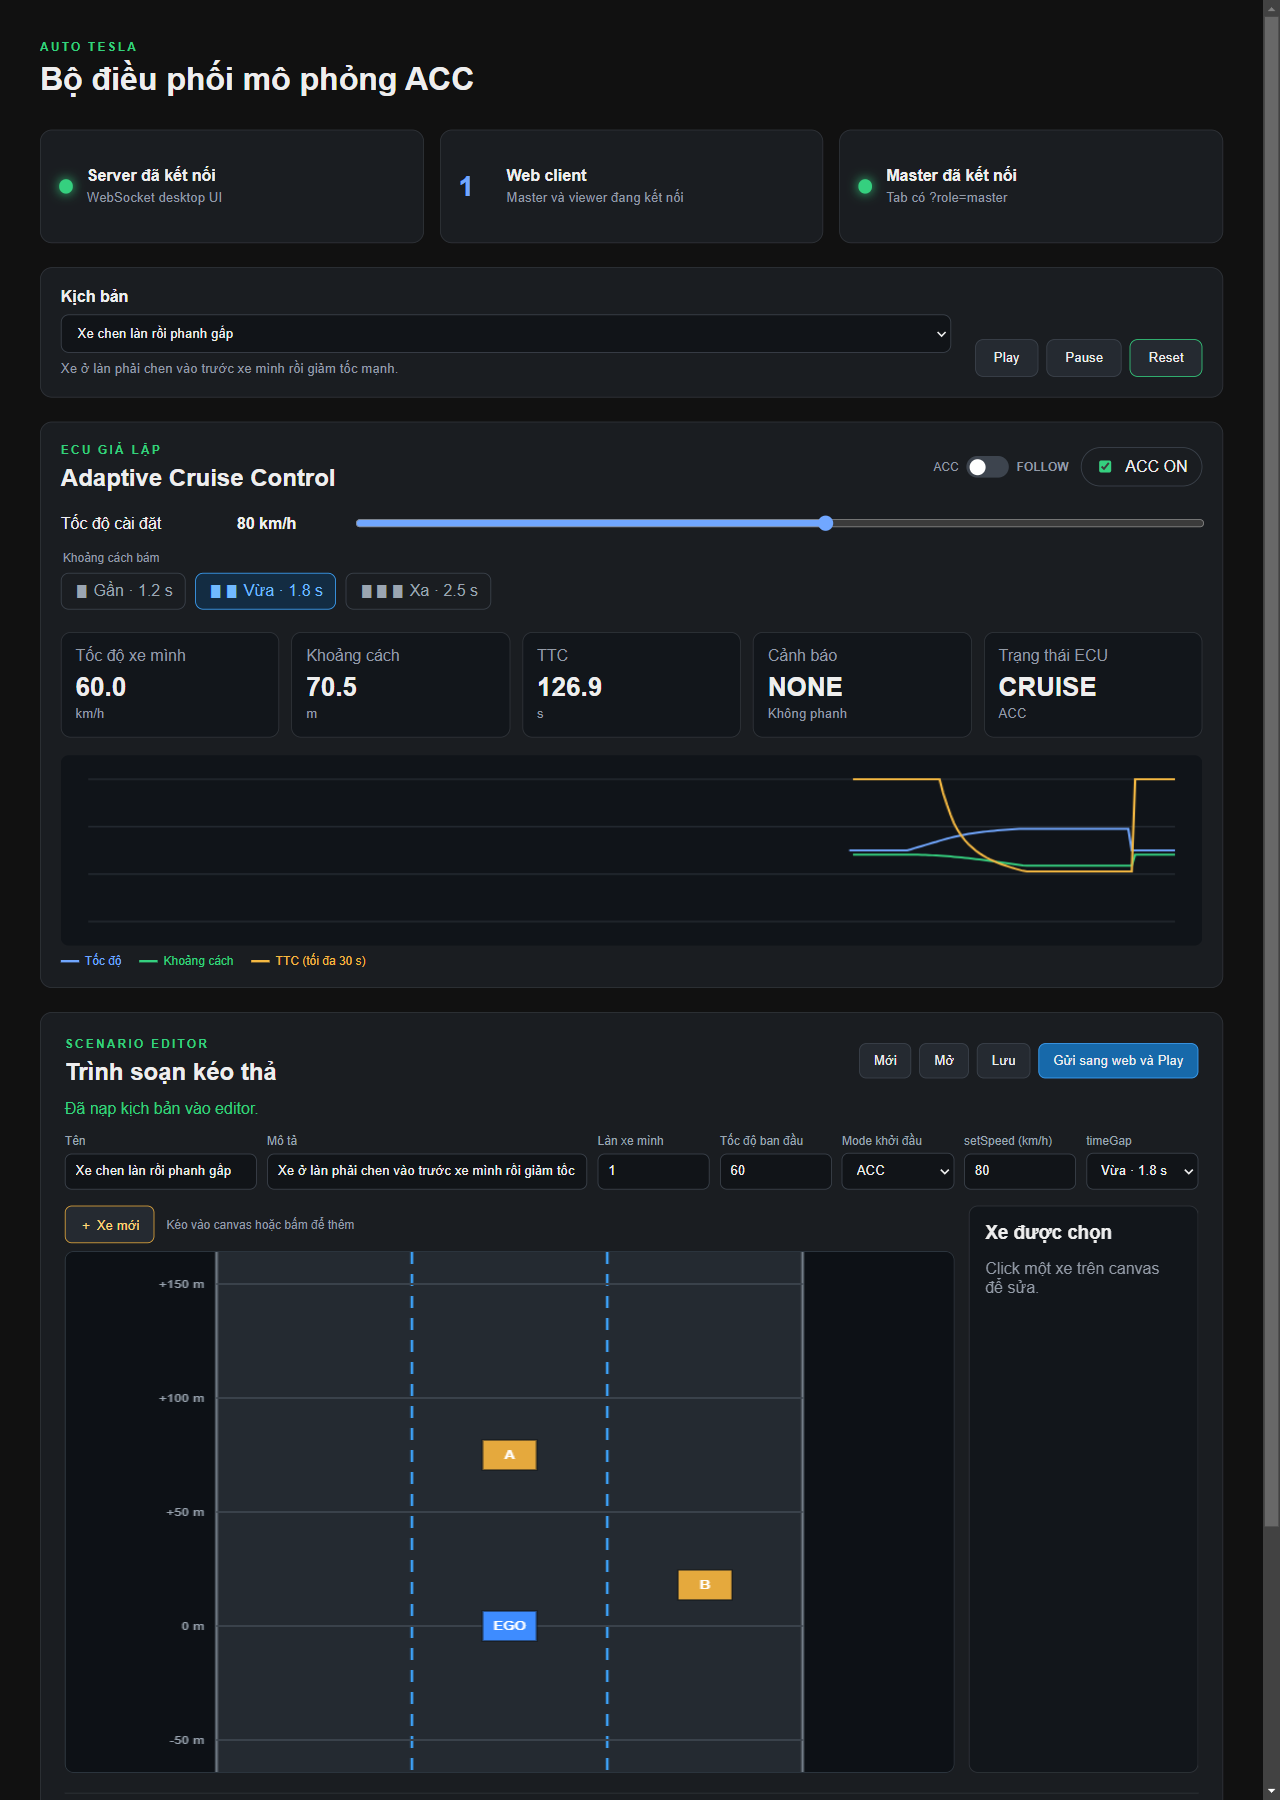 AUTO TESLA
Bộ điều phối mô phỏng ACC
Server đã kết nối
WebSocket desktop UI
1
Web client
Master và viewer đang kết nối
Master đã kết nối
Tab có ?role=master
Kịch bản
Xe chen làn rồi phanh gấp
Xe ở làn phải chen vào trước xe mình rồi giảm tốc mạnh.
Play
Pause
Reset
ECU GIẢ LẬP
Adaptive Cruise Control
ACC
FOLLOW
ACC ON
Tốc độ cài đặt
80 km/h
Khoảng cách bám
Gần · 1.2 s
Vừa · 1.8 s
Xa · 2.5 s
Tốc độ xe mình
60.0
km/h
Khoảng cách
70.5
m
TTC
126.9
s
Cảnh báo
NONE
Không phanh
Trạng thái ECU
CRUISE
ACC
Tốc độ
Khoảng cách
TTC (tối đa 30 s)
SCENARIO EDITOR
Trình soạn kéo thả
Mới
Mở
Lưu
Gửi sang web và Play
Đã nạp kịch bản vào editor.
Tên
Mô tả
Làn xe mình
Tốc độ ban đầu
Mode khởi đầu
setSpeed (km/h)
timeGap
Xe chen làn rồi phanh gấp
Xe ở làn phải chen vào trước xe mình rồi giảm tốc
1
60
ACC
80
Vừa · 1.8 s
+ Xe mới
Kéo vào canvas hoặc bấm để thêm
Xe được chọn
Click một xe trên canvas
để sửa.
+150 m
+100 m
A
+50 m
B
0 m
EGO
-50 m